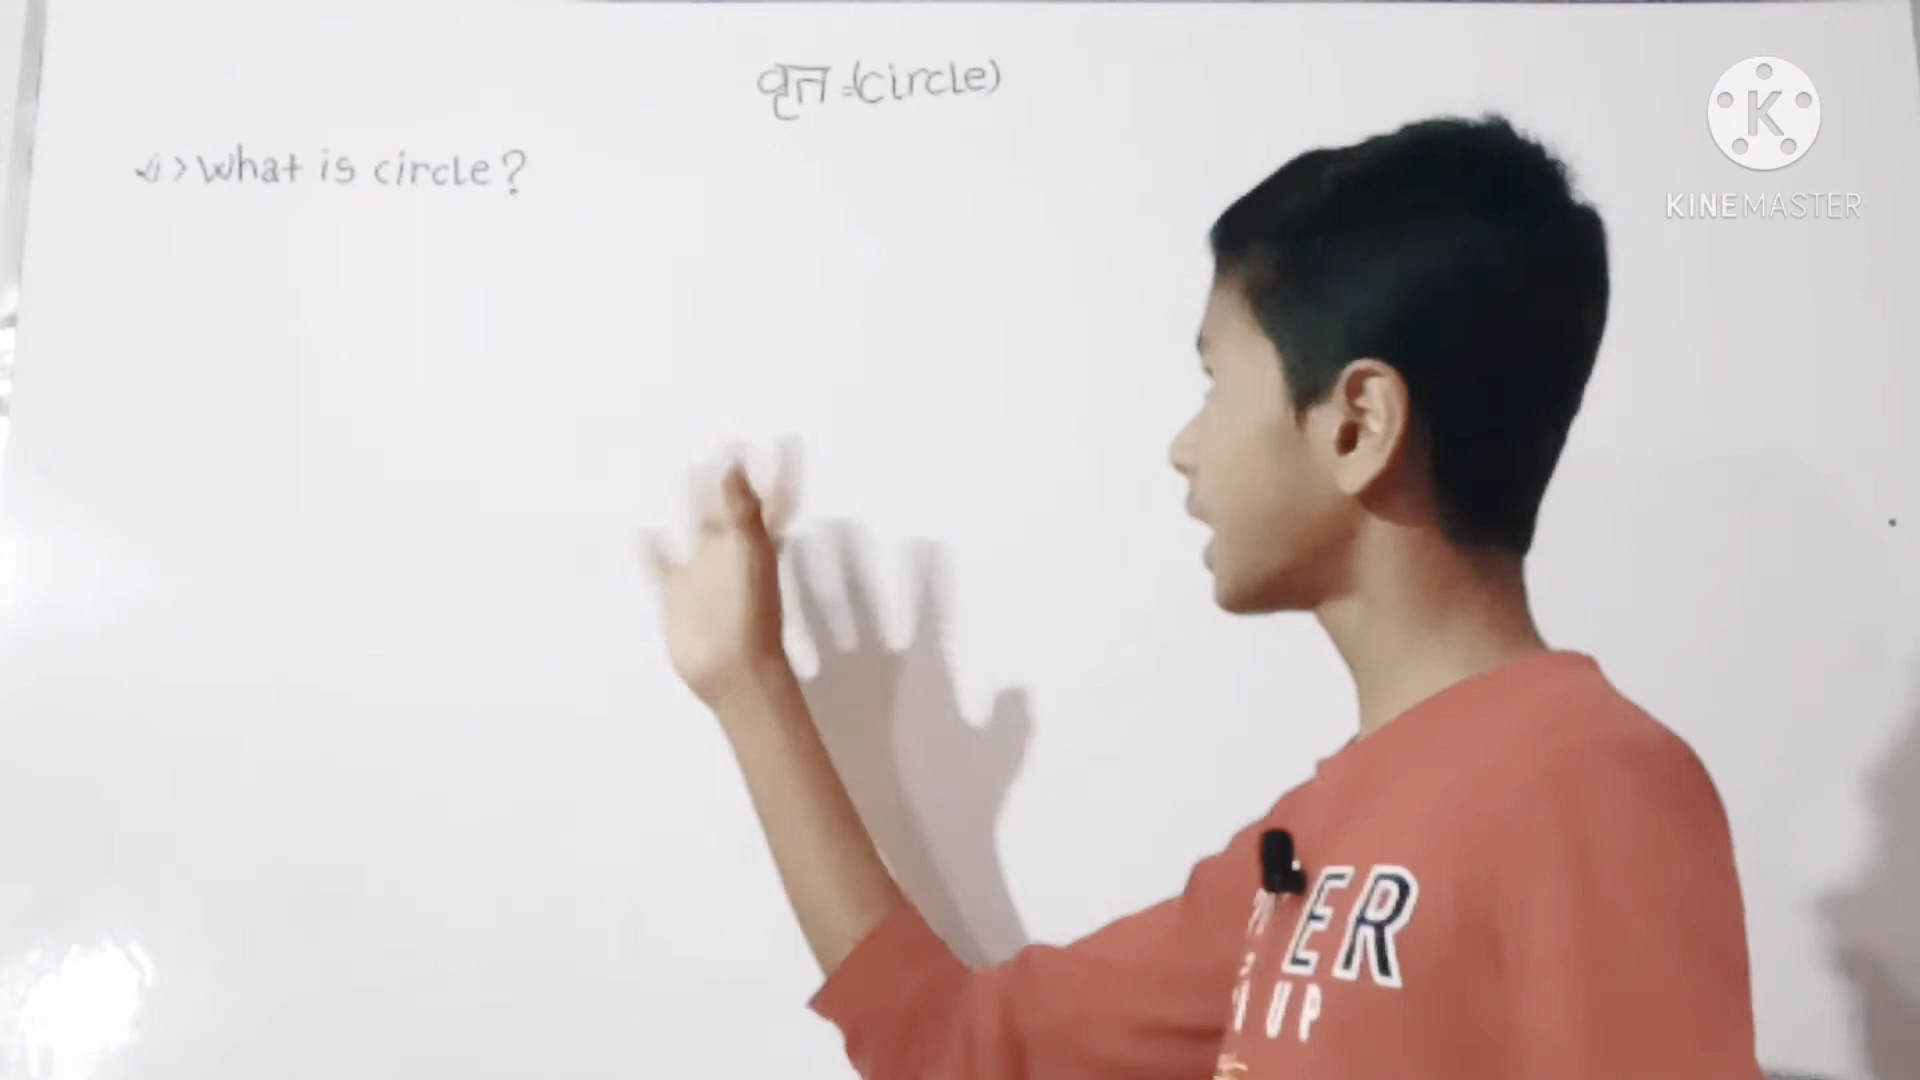 वृत =(circle)
> What is circle?
K
KINEMASTER
ER
UP